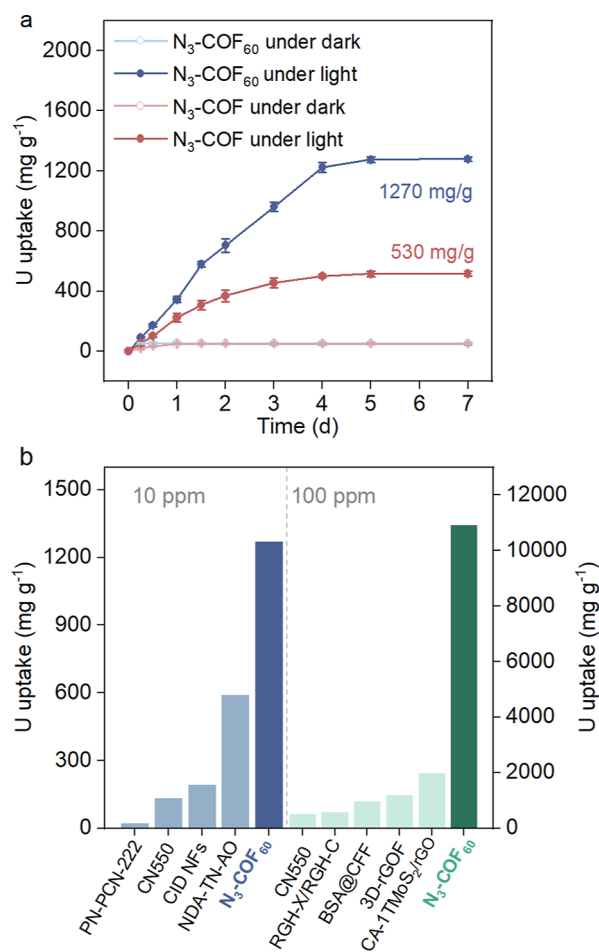 a
N₃-COF₆₀ under dark
N₃-COF₆₀ under light
N₃-COF under dark
N₃-COF under light
1270 mg/g
530 mg/g
U uptake (mg g⁻¹)
2000
1600
1200
800
400
0
0 1 2 3 4 5 6 7
Time (d)
b
10 ppm
100 ppm
U uptake (mg g⁻¹)
1500
1200
900
600
300
0
12000
10000
8000
6000
4000
2000
0
U uptake (mg g⁻¹)
PN-PCN-222
CN550
CID NFs
NDA-TN-AO
N₃-COF₆₀
CN550
RGH-X/RGH-C
BSA@CFF
3D-rGOF
CA-1TMoS₂/rGO
N₃-COF₆₀